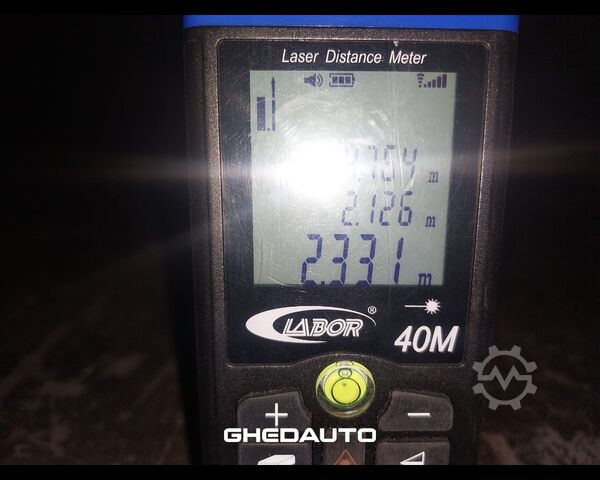 Laser Distance Meter
2.126 m
2.331 m
LABOR®
40M
+ −
GHEDAUTO